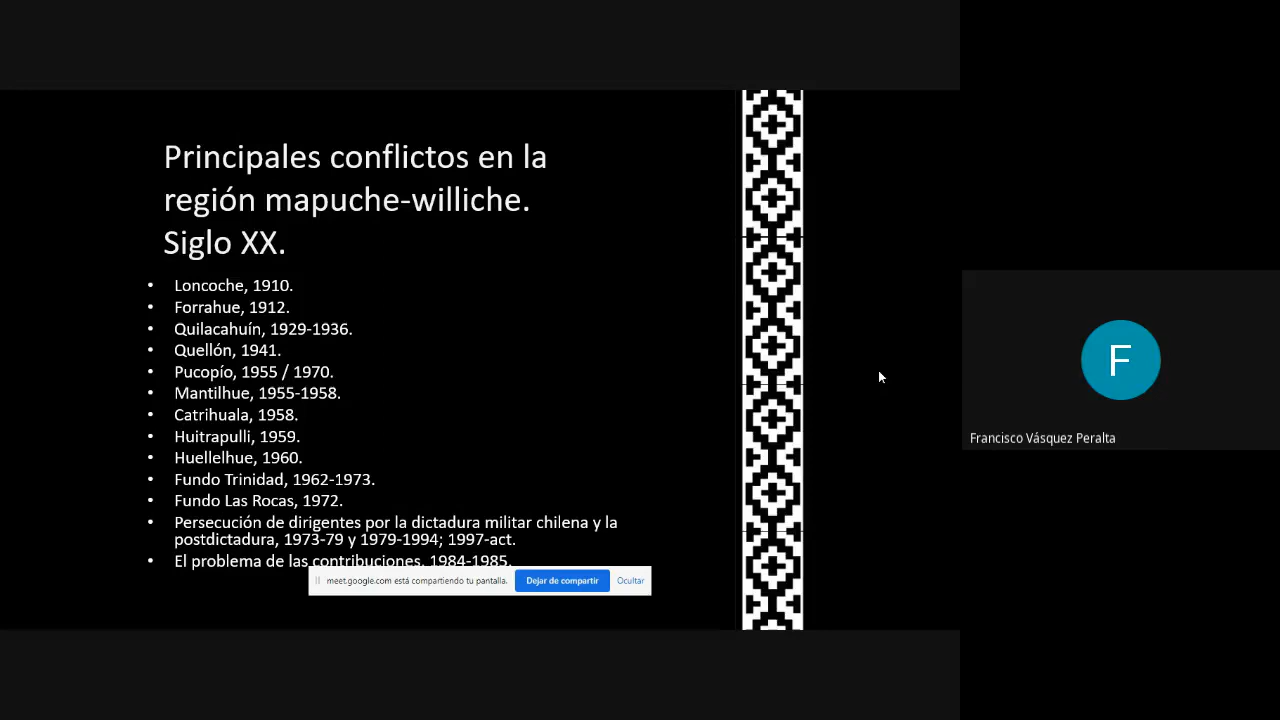 Principales conflictos en la
región mapuche-williche.
Siglo XX.
• Loncoche, 1910.
• Forrahue, 1912.
• Quilacahuín, 1929-1936.
• Quellón, 1941.
• Pucopío, 1955 / 1970.
• Mantilhue, 1955-1958.
• Catrihuala, 1958.
• Huitrapulli, 1959.
• Huellelhue, 1960.
• Fundo Trinidad, 1962-1973.
• Fundo Las Rocas, 1972.
• Persecución de dirigentes por la dictadura militar chilena y la
postdictadura, 1973-79 y 1979-1994; 1997-act.
• El problema de las contribuciones, 1984-1985.
meet.google.com está compartiendo tu pantalla. Dejar de compartir Ocultar
F
Francisco Vásquez Peralta